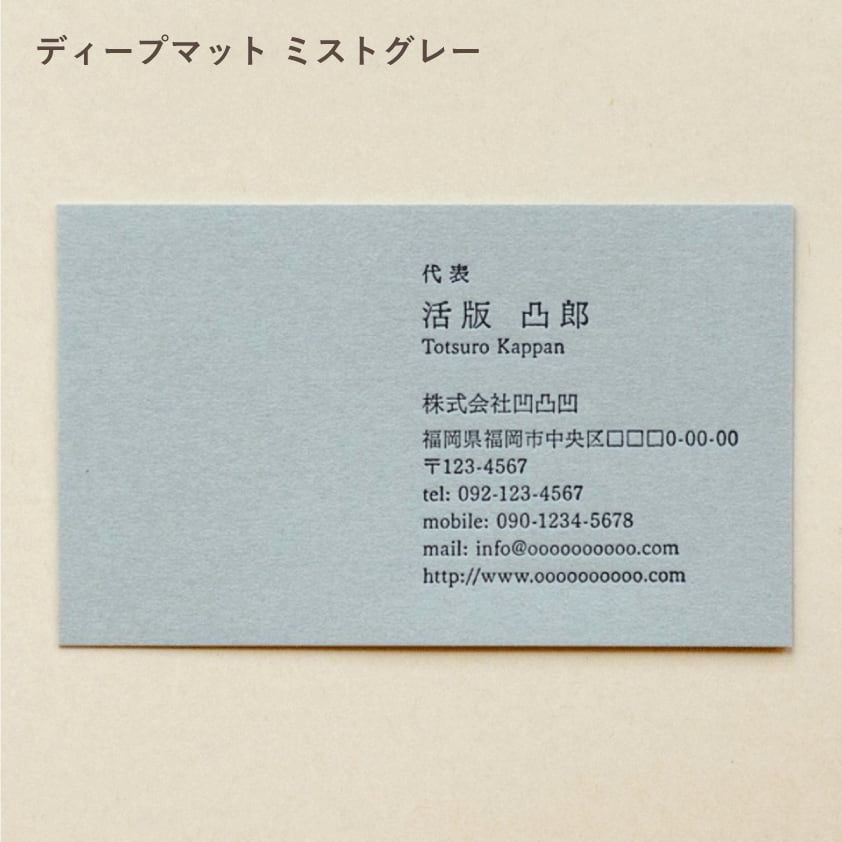 ディープマット ミストグレー
代表
活版 凸郎
Totsuro Kappan
株式会社凹凸凹
福岡県福岡市中央区□□□0-00-00
〒123-4567
tel: 092-123-4567
mobile: 090-1234-5678
mail: info@oooooooooo.com
http://www.oooooooooo.com